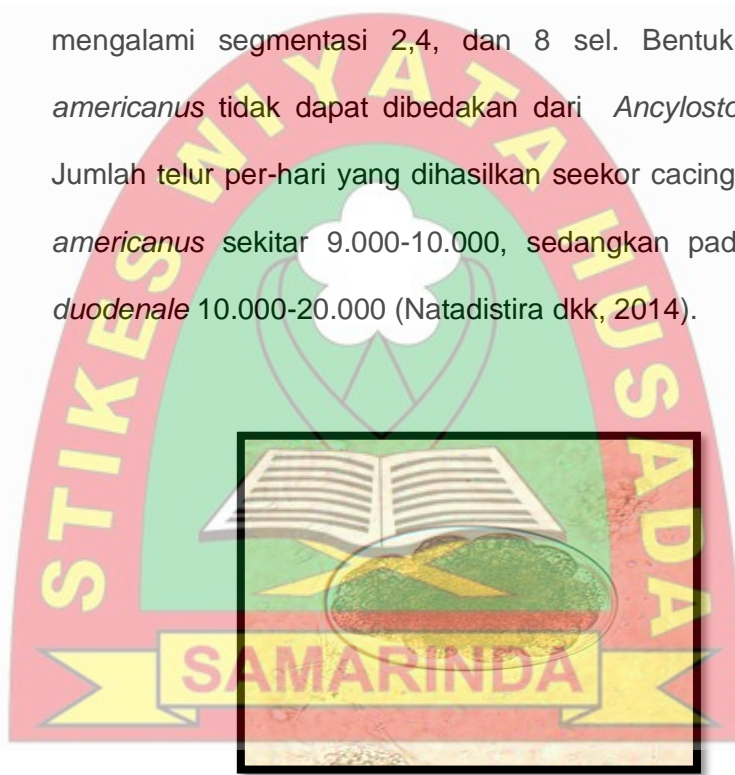 mengalami segmentasi 2,4, dan 8 sel. Bentuk
americanus tidak dapat dibedakan dari Ancylosto
Jumlah telur per-hari yang dihasilkan seekor cacing
americanus sekitar 9.000-10.000, sedangkan pad
duodenale 10.000-20.000 (Natadistira dkk, 2014).
STIKES WIYATA HUSADA
SAMARINDA